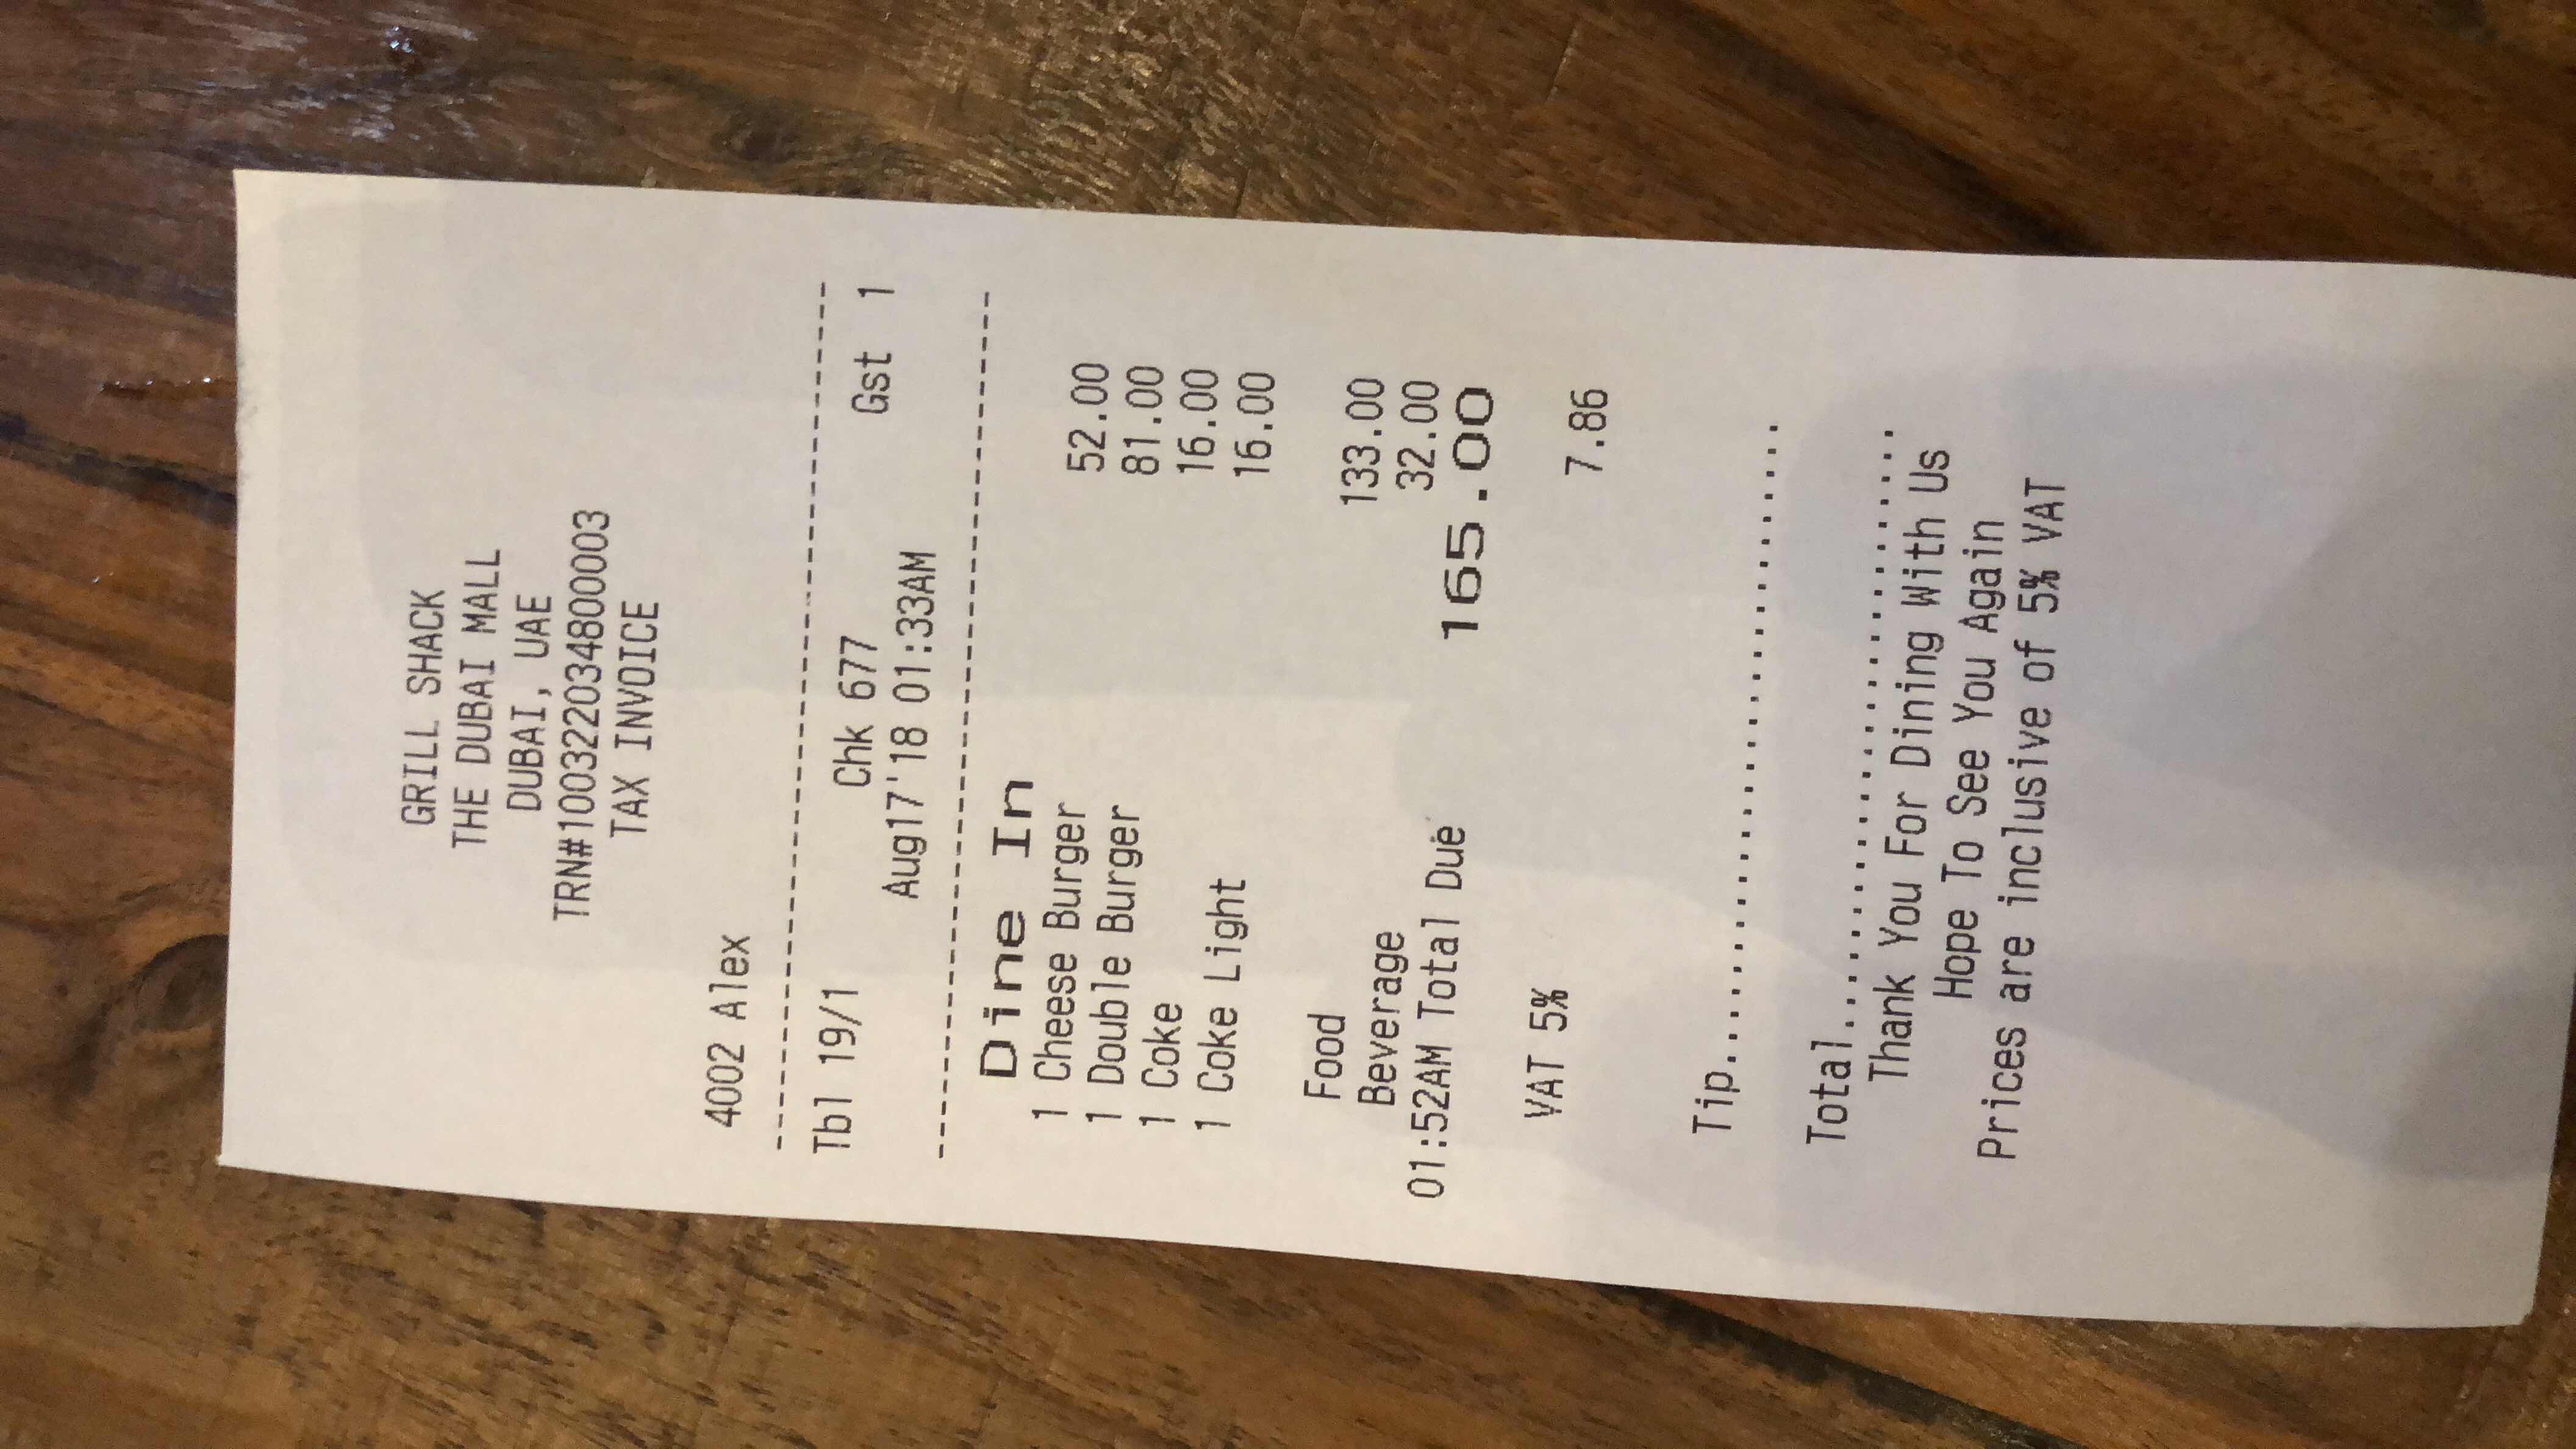 GRILL SHACK
THE DUBAI MALL
DUBAI, UAE
TRN#100322034800003
TAX INVOICE
4002 Alex
---------------------------------------
Tbl 19/1 Chk 677 Gst 1
Aug17'18 01:33AM
---------------------------------------
Dine In
1 Cheese Burger 52.00
1 Double Burger 81.00
1 Coke 16.00
1 Coke Light 16.00
Food 133.00
Beverage 32.00
01:52AM Total Due 165.00
VAT 5% 7.86
Tip.............................
Total...........................
Thank You For Dining With Us
Hope To See You Again
Prices are inclusive of 5% VAT